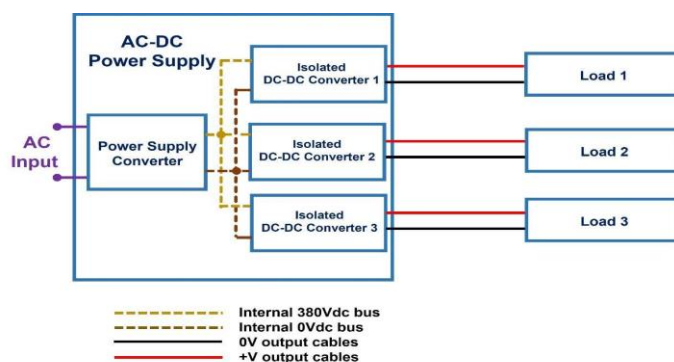 AC-DC
Power Supply
AC
Input
Power Supply
Converter
Isolated
DC-DC Converter 1
Isolated
DC-DC Converter 2
Isolated
DC-DC Converter 3
Load 1
Load 2
Load 3
Internal 380Vdc bus
Internal 0Vdc bus
0V output cables
+V output cables